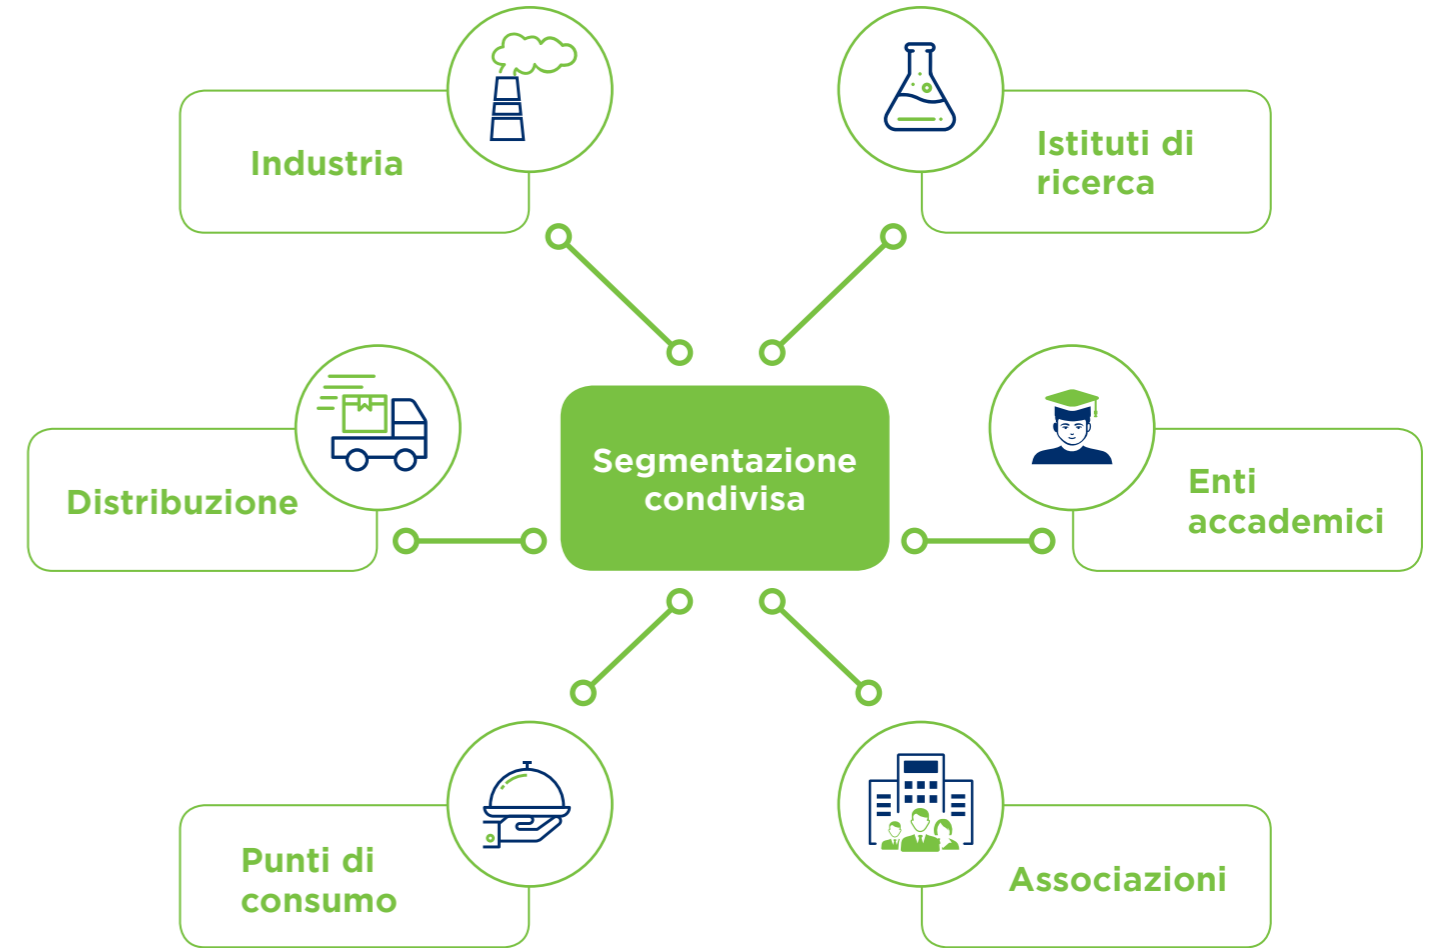 Industria
Istituti di
ricerca
Distribuzione
Segmentazione
condivisa
Enti
accademici
Punti di
consumo
Associazioni